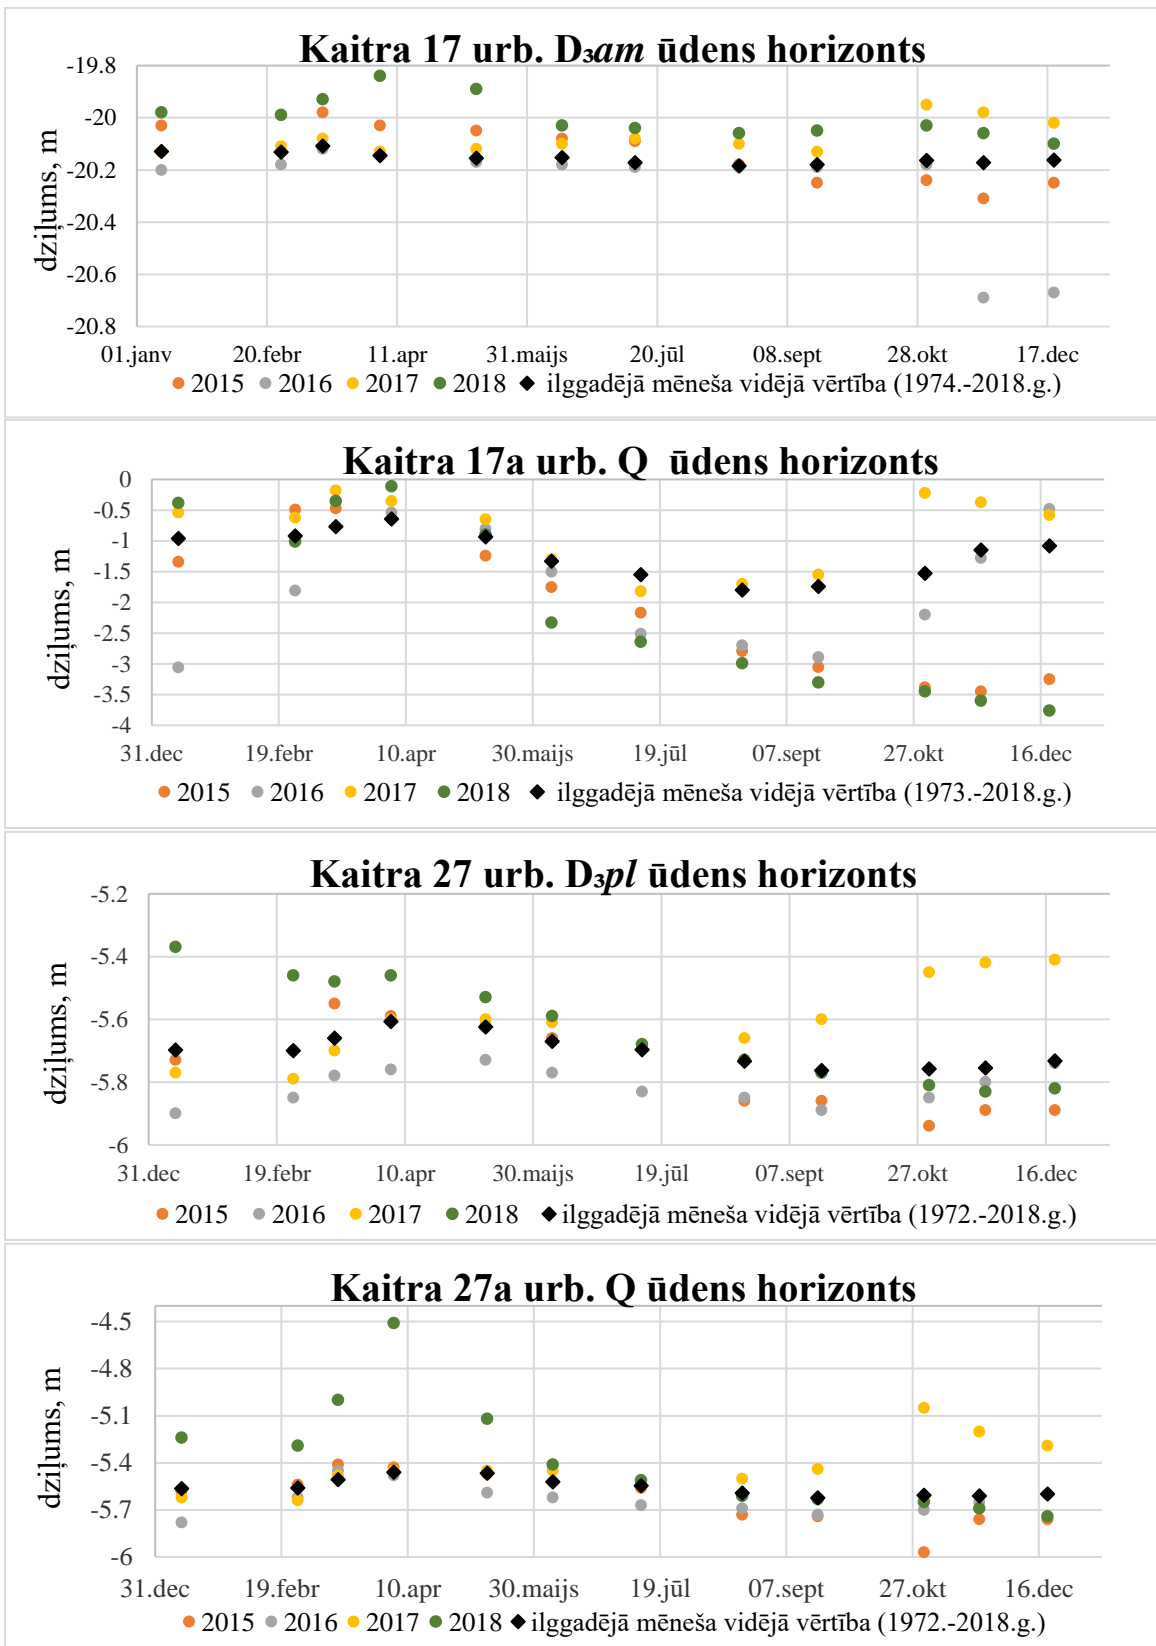 Kaitra 17 urb. D₃am ūdens horizonts
dziļums, m
-19.8
-20
-20.2
-20.4
-20.6
-20.8
01.janv 20.febr 11.apr 31.maijs 20.jūl 08.sept 28.okt 17.dec
2015 2016 2017 2018 ilggadējā mēneša vidējā vērtība (1974.-2018.g.)
Kaitra 17a urb. Q ūdens horizonts
dziļums, m
0
-0.5
-1
-1.5
-2
-2.5
-3
-3.5
-4
31.dec 19.febr 10.apr 30.maijs 19.jūl 07.sept 27.okt 16.dec
2015 2016 2017 2018 ilggadējā mēneša vidējā vērtība (1973.-2018.g.)
Kaitra 27 urb. D₃pl ūdens horizonts
dziļums, m
-5.2
-5.4
-5.6
-5.8
-6
31.dec 19.febr 10.apr 30.maijs 19.jūl 07.sept 27.okt 16.dec
2015 2016 2017 2018 ilggadējā mēneša vidējā vērtība (1972.-2018.g.)
Kaitra 27a urb. Q ūdens horizonts
dziļums, m
-4.5
-4.8
-5.1
-5.4
-5.7
-6
31.dec 19.febr 10.apr 30.maijs 19.jūl 07.sept 27.okt 16.dec
2015 2016 2017 2018 ilggadējā mēneša vidējā vērtība (1972.-2018.g.)